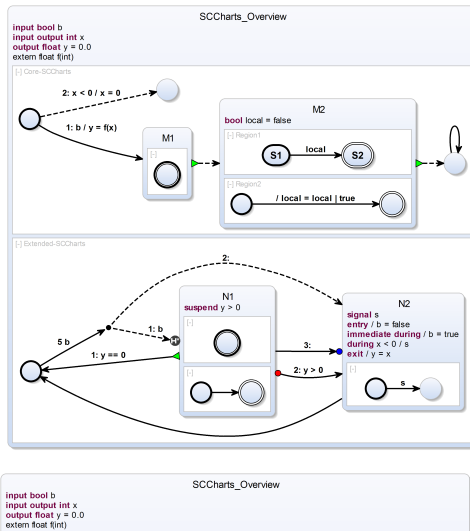 SCCharts_Overview
input bool b
input output int x
output float y = 0.0
extern float f(int)
[-] Core-SCCharts
2: x < 0 / x = 0
1: b / y = f(x)
M1
[-]
M2
bool local = false
[-] Region1
S1
local
S2
[-] Region2
/ local = local | true
[-] Extended-SCCharts
2:
5 b
1: b
H*
1: y == 0
N1
suspend y > 0
[-]
[-]
3:
2: y > 0
N2
signal s
entry / b = false
immediate during / b = true
during x < 0 / s
exit / y = x
[-]
s
SCCharts_Overview
input bool b
input output int x
output float y = 0.0
extern float f(int)